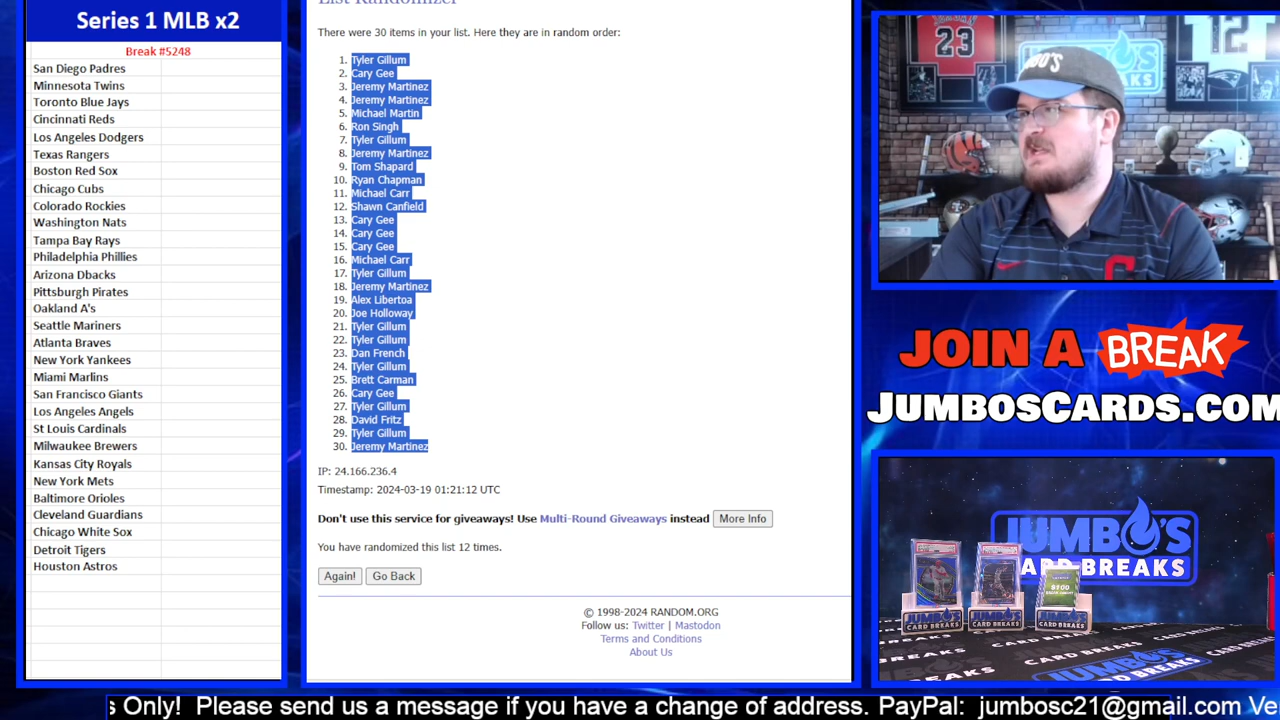 Series 1 MLB x2
Break #5248
San Diego Padres
Minnesota Twins
Toronto Blue Jays
Cincinnati Reds
Los Angeles Dodgers
Texas Rangers
Boston Red Sox
Chicago Cubs
Colorado Rockies
Washington Nats
Tampa Bay Rays
Philadelphia Phillies
Arizona Dbacks
Pittsburgh Pirates
Oakland A's
Seattle Mariners
Atlanta Braves
New York Yankees
Miami Marlins
San Francisco Giants
Los Angeles Angels
St Louis Cardinals
Milwaukee Brewers
Kansas City Royals
New York Mets
Baltimore Orioles
Cleveland Guardians
Chicago White Sox
Detroit Tigers
Houston Astros
List Randomizer
There were 30 items in your list. Here they are in random order:
1. Tyler Gillum
2. Cary Gee
3. Jeremy Martinez
4. Jeremy Martinez
5. Michael Martin
6. Ron Singh
7. Tyler Gillum
8. Jeremy Martinez
9. Tom Shapard
10. Ryan Chapman
11. Michael Carr
12. Shawn Canfield
13. Cary Gee
14. Cary Gee
15. Cary Gee
16. Michael Carr
17. Tyler Gillum
18. Jeremy Martinez
19. Alex Libertoa
20. Joe Holloway
21. Tyler Gillum
22. Tyler Gillum
23. Dan French
24. Tyler Gillum
25. Brett Carman
26. Cary Gee
27. Tyler Gillum
28. David Fritz
29. Tyler Gillum
30. Jeremy Martinez
IP: 24.166.236.4
Timestamp: 2024-03-19 01:21:12 UTC
Don't use this service for giveaways! Use Multi-Round Giveaways instead More Info
You have randomized this list 12 times.
Again! Go Back
© 1998-2024 RANDOM.ORG
Follow us: Twitter | Mastodon
Terms and Conditions
About Us
23
12
C
JOIN A BREAK
JUMBOSCARDS.COM
JUMBO'S
CARD BREAKS
$100
s Only! Please send us a message if you have a change of address. PayPal: jumbosc21@gmail.com Ve